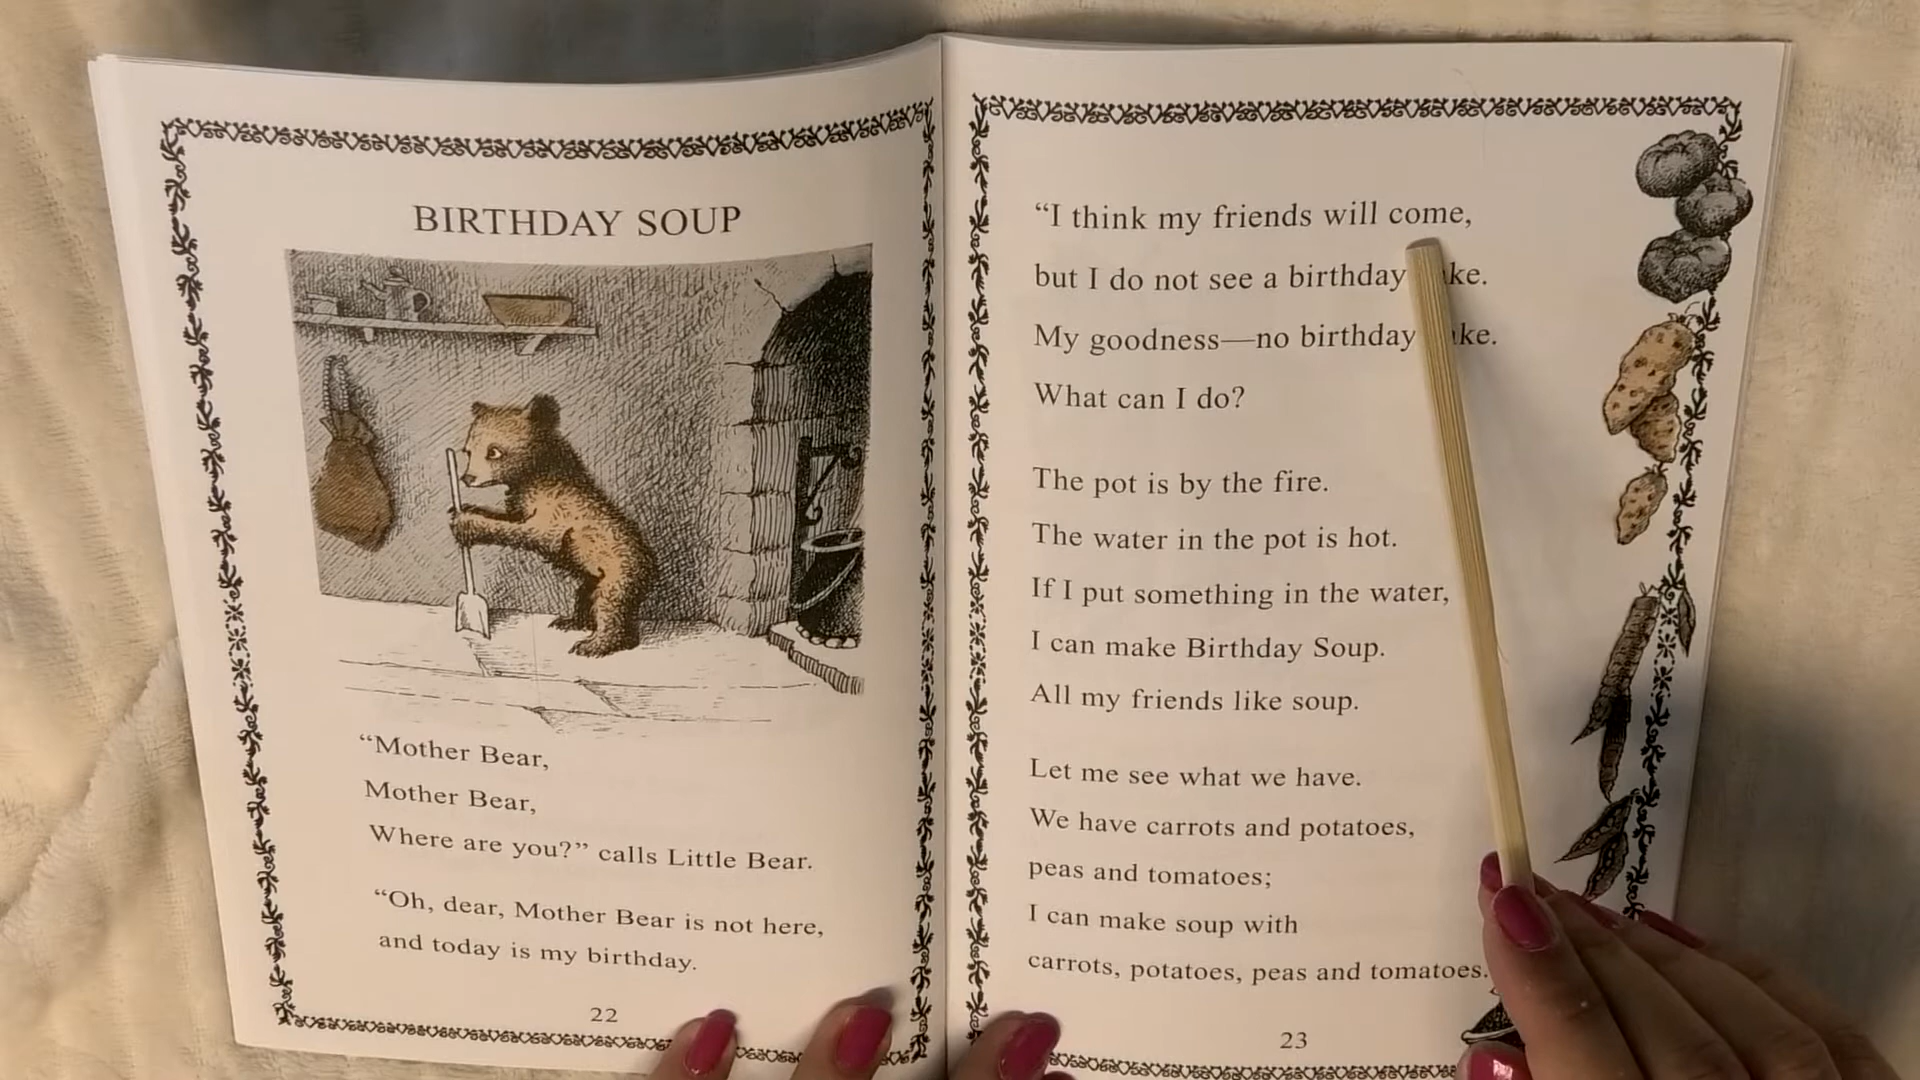 BIRTHDAY SOUP
“Mother Bear,
Mother Bear,
Where are you?” calls Little Bear.
“Oh, dear, Mother Bear is not here,
and today is my birthday.
22
“I think my friends will come,
but I do not see a birthday ke.
My goodness—no birthday ke.
What can I do?
The pot is by the fire.
The water in the pot is hot.
If I put something in the water,
I can make Birthday Soup.
All my friends like soup.
Let me see what we have.
We have carrots and potatoes,
peas and tomatoes;
I can make soup with
carrots, potatoes, peas and tomatoes.
23